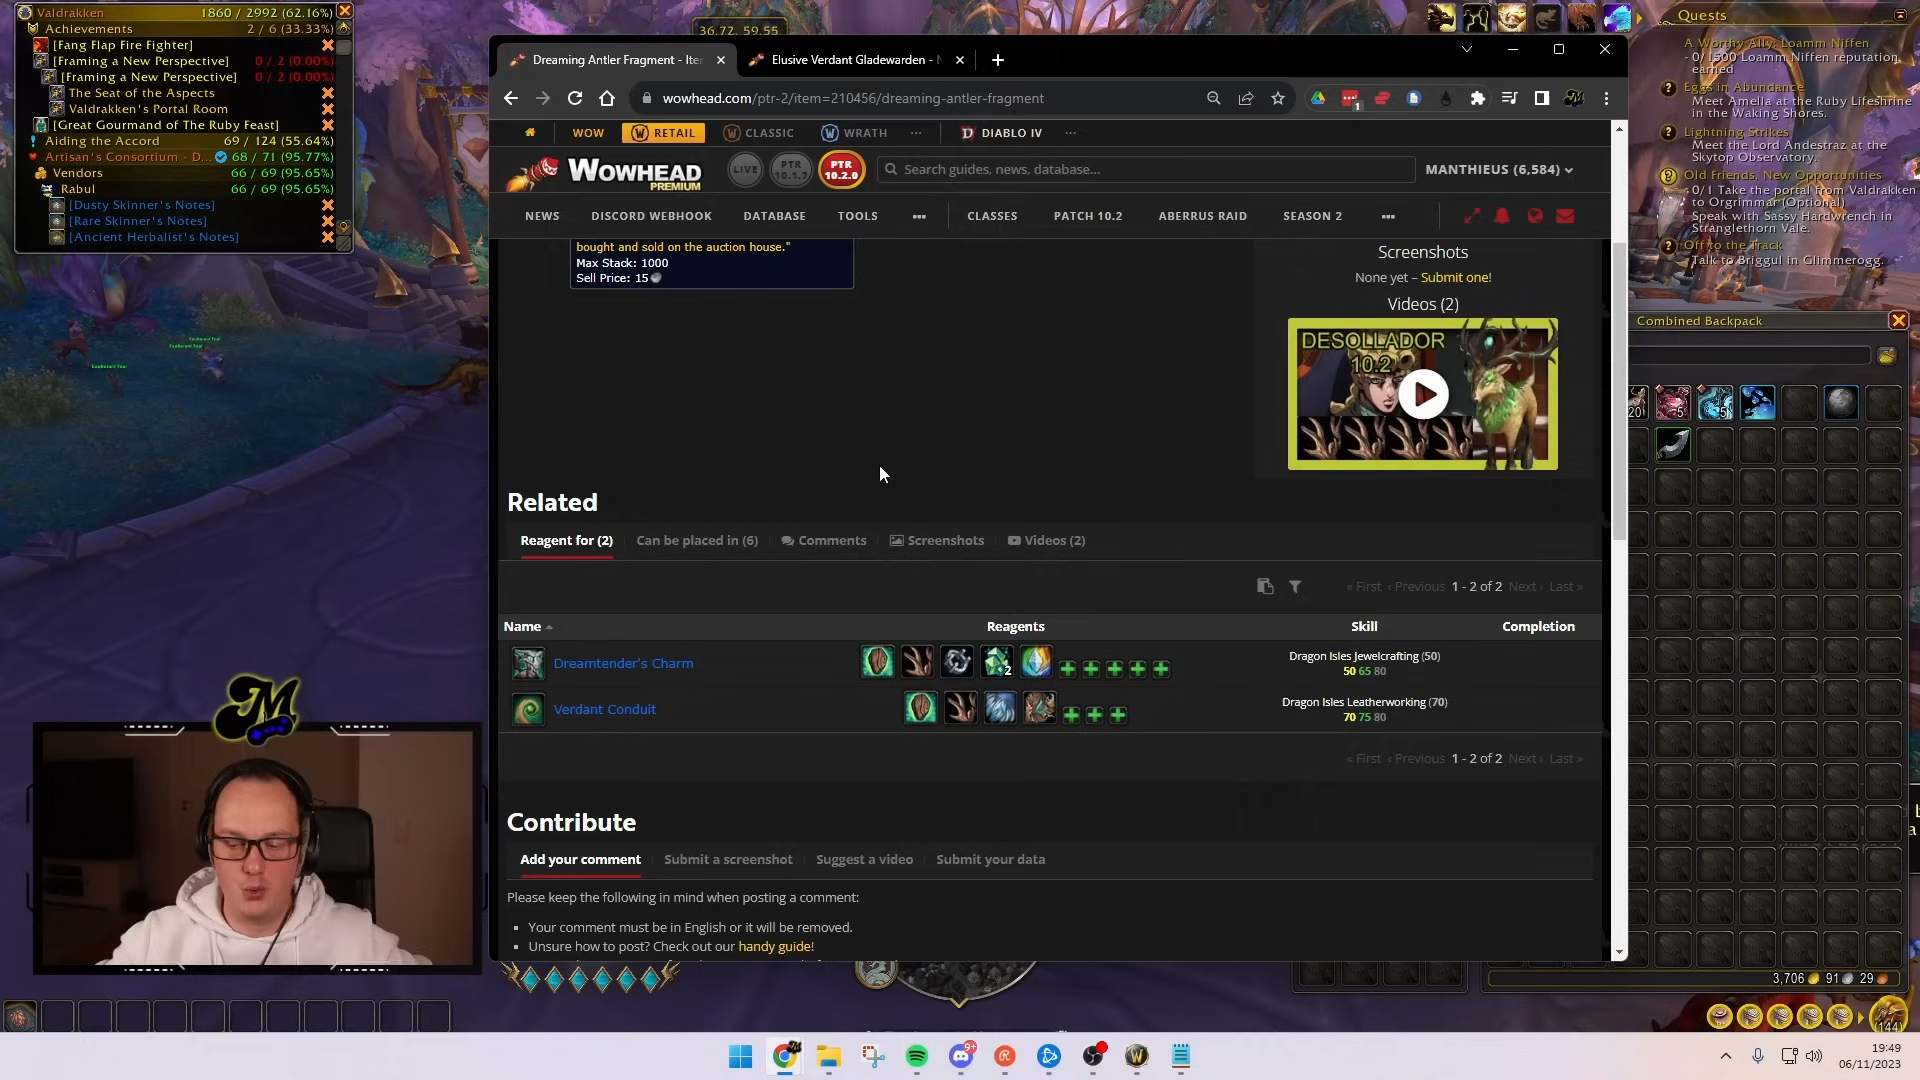 Valdrakken 1860 / 2992 (62.16%)
Achievements 2 / 6 (33.33%)
[Fang Flap Fire Fighter]
[Framing a New Perspective] 0 / 2 (0.00%)
[Framing a New Perspective] 0 / 2 (0.00%)
The Seat of the Aspects
Valdrakken's Portal Room
[Great Gourmand of The Ruby Feast]
Aiding the Accord 69 / 124 (55.64%)
Artisan's Consortium - D... 68 / 71 (95.77%)
Vendors 66 / 69 (95.65%)
Rabul 66 / 69 (95.65%)
[Dusty Skinner's Notes]
[Rare Skinner's Notes]
[Ancient Herbalist's Notes]
36.72, 59.55
Dreaming Antler Fragment - Ite
Elusive Verdant Gladewarden - N
wowhead.com/ptr-2/item=210456/dreaming-antler-fragment
WOW RETAIL CLASSIC WRATH ... DIABLO IV ...
WOWHEAD PREMIUM
LIVE
PTR 10.1.7
PTR 10.2.0
Search guides, news, database...
MANTHIEUS (6,584)
NEWS DISCORD WEBHOOK DATABASE TOOLS ... CLASSES PATCH 10.2 ABERRUS RAID SEASON 2 ...
bought and sold on the auction house."
Max Stack: 1000
Sell Price: 15
Screenshots
None yet – Submit one!
Videos (2)
DESOLLADOR
10.2
Related
Reagent for (2) Can be placed in (6) Comments Screenshots Videos (2)
« First ‹ Previous 1 - 2 of 2 Next › Last »
Name Reagents Skill Completion
Dreamtender's Charm 2 Dragon Isles Jewelcrafting (50)
50 65 80
Verdant Conduit Dragon Isles Leatherworking (70)
70 75 80
« First ‹ Previous 1 - 2 of 2 Next › Last »
Contribute
Add your comment Submit a screenshot Suggest a video Submit your data
Please keep the following in mind when posting a comment:
Your comment must be in English or it will be removed.
Unsure how to post? Check out our handy guide!
Quests
A Worthy Ally: Loamm Niffen
- 0/1500 Loamm Niffen reputation earned
Eggs in Abundance
Meet Amella at the Ruby Lifeshrine in the Waking Shores.
Lightning Strikes
Meet the Lord Andestraz at the Skytop Observatory.
Old Friends, New Opportunities
- 0/1 Take the portal from Valdrakken to Orgrimmar (Optional)
Speak with Sassy Hardwrench in Stranglethorn Vale.
Off to the Track
Talk to Briggul in Glimmerogg.
Combined Backpack
20 5 5
3,706 91 29
(144)
M
9+
19:49
06/11/2023